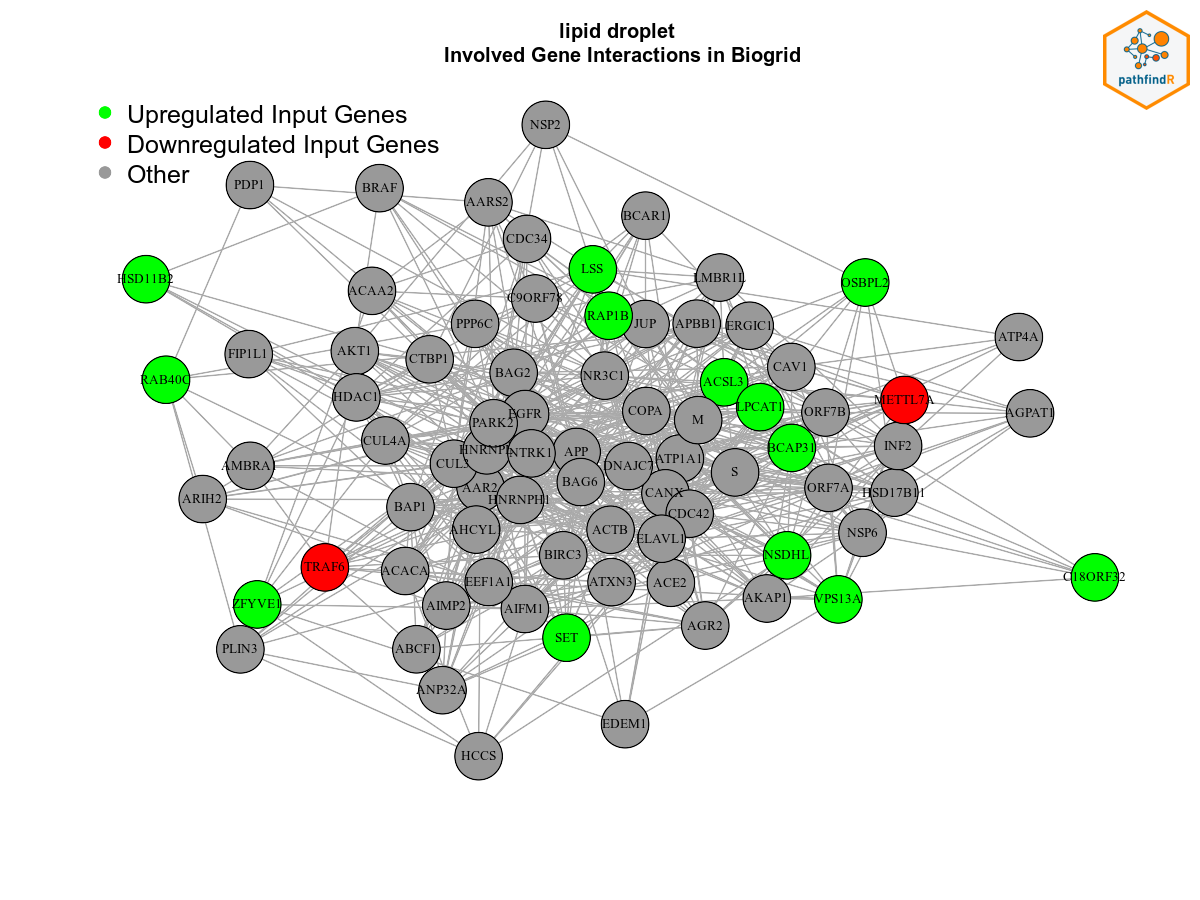 lipid droplet
Involved Gene Interactions in Biogrid
pathfindR
Upregulated Input Genes
Downregulated Input Genes
Other
NSP2
PDP1
BRAF
AARS2
BCAR1
CDC34
HSD11B2
LSS
LMBR1L
OSBPL2
ACAA2
C9ORF78
RAP1B
PPP6C
JUP
APBB1
ERGIC1
ATP4A
FIP1L1
AKT1
CTBP1
CAV1
BAG2
NR3C1
RAB40C
ACSL3
HDAC1
METTL7A
LPCAT1
EGFR
COPA
ORF7B
AGPAT1
PARK2
M
CUL4A
BCAP31
INF2
HNRNPL
NTRK1
APP
ATP1A1
AMBRA1
CUL3
DNAJC7
S
BAG6
AAR2
ORF7A
HSD17B11
CANX
ARIH2
HNRNPH1
BAP1
CDC42
AHCYL
ACTB
NSP6
ELAVL1
BIRC3
NSDHL
TRAF6
ACACA
C18ORF32
EEF1A1
ATXN3
ACE2
AKAP1
VPS13A
ZFYVE1
AIMP2
AIFM1
AGR2
SET
PLIN3
ABCF1
ANP32A
EDEM1
HCCS